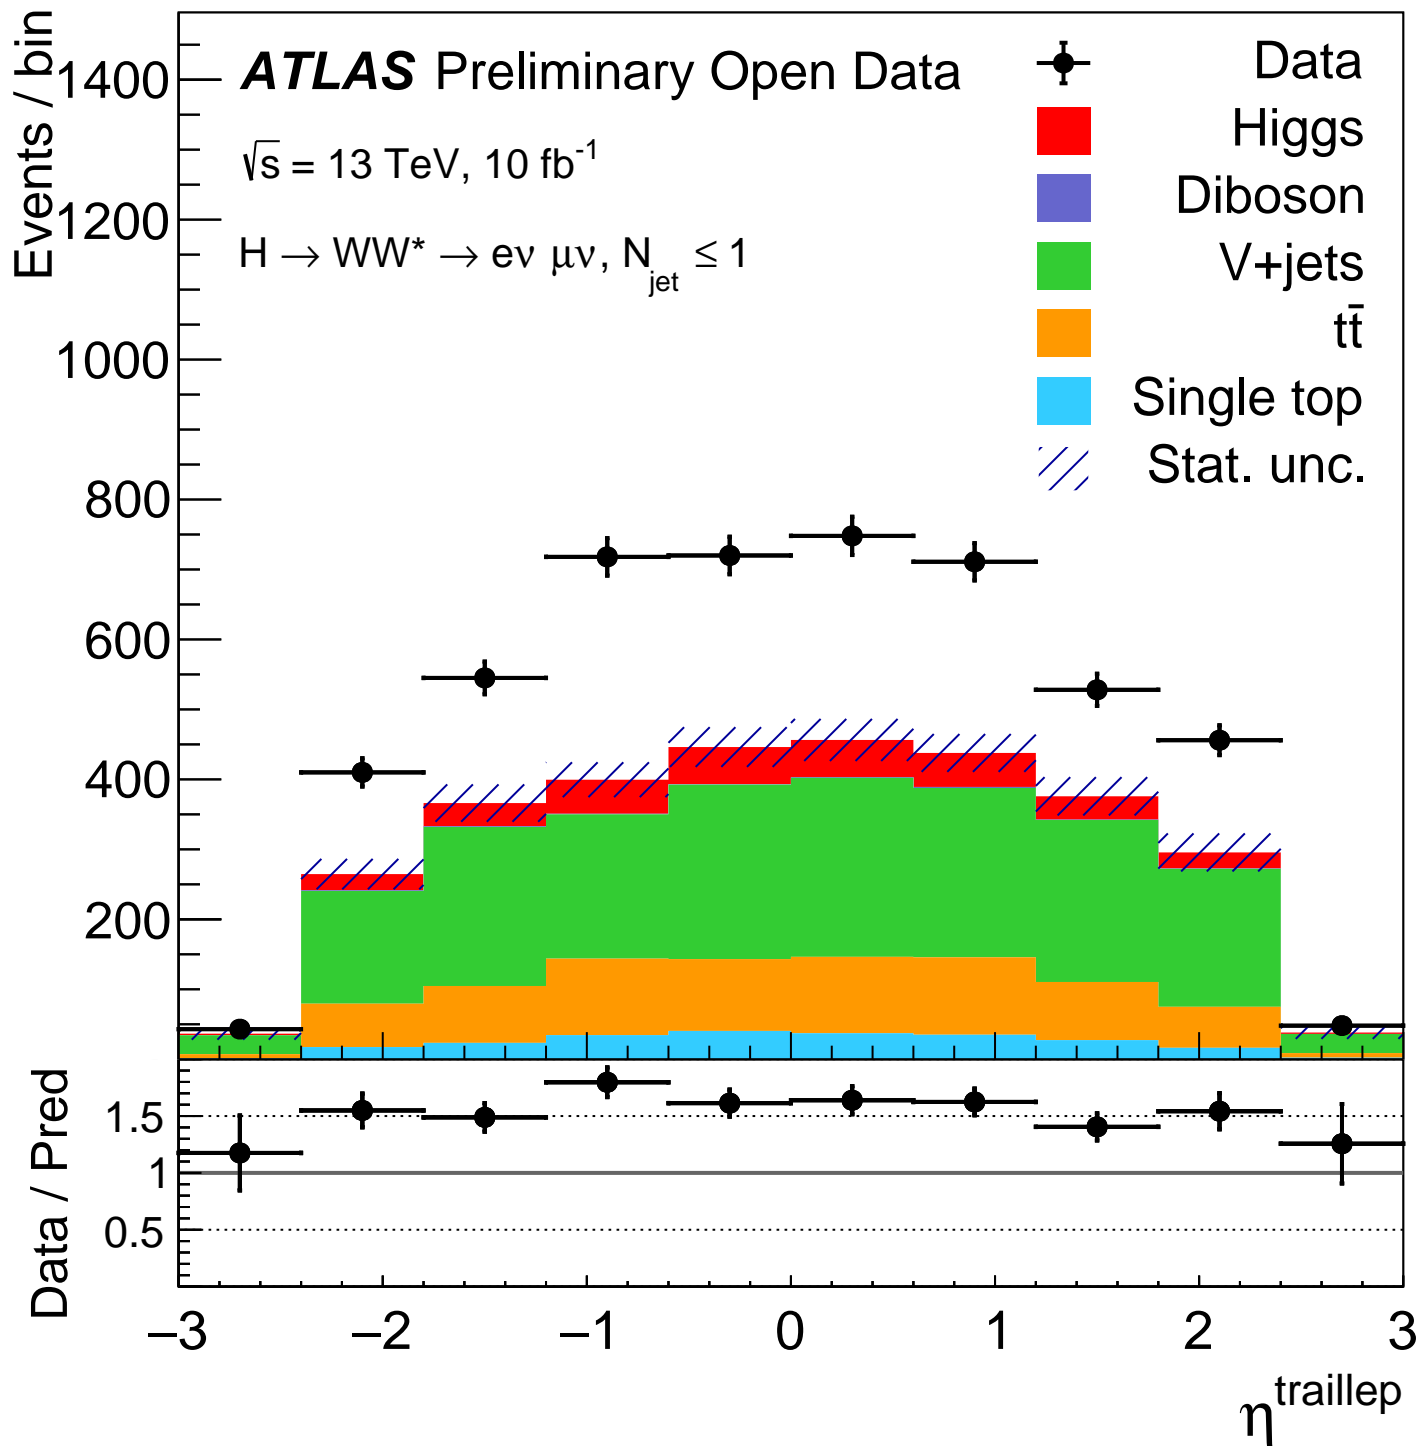 Events / bin
1400
1200
1000
800
600
400
200
ATLAS Preliminary Open Data
√s = 13 TeV, 10 fb⁻¹
H → WW* → eν μν, N_jet ≤ 1
Data
Higgs
Diboson
V+jets
tt̄
Single top
Stat. unc.
Data / Pred
1.5
1
0.5
−3 −2 −1 0 1 2 3
η^traillep